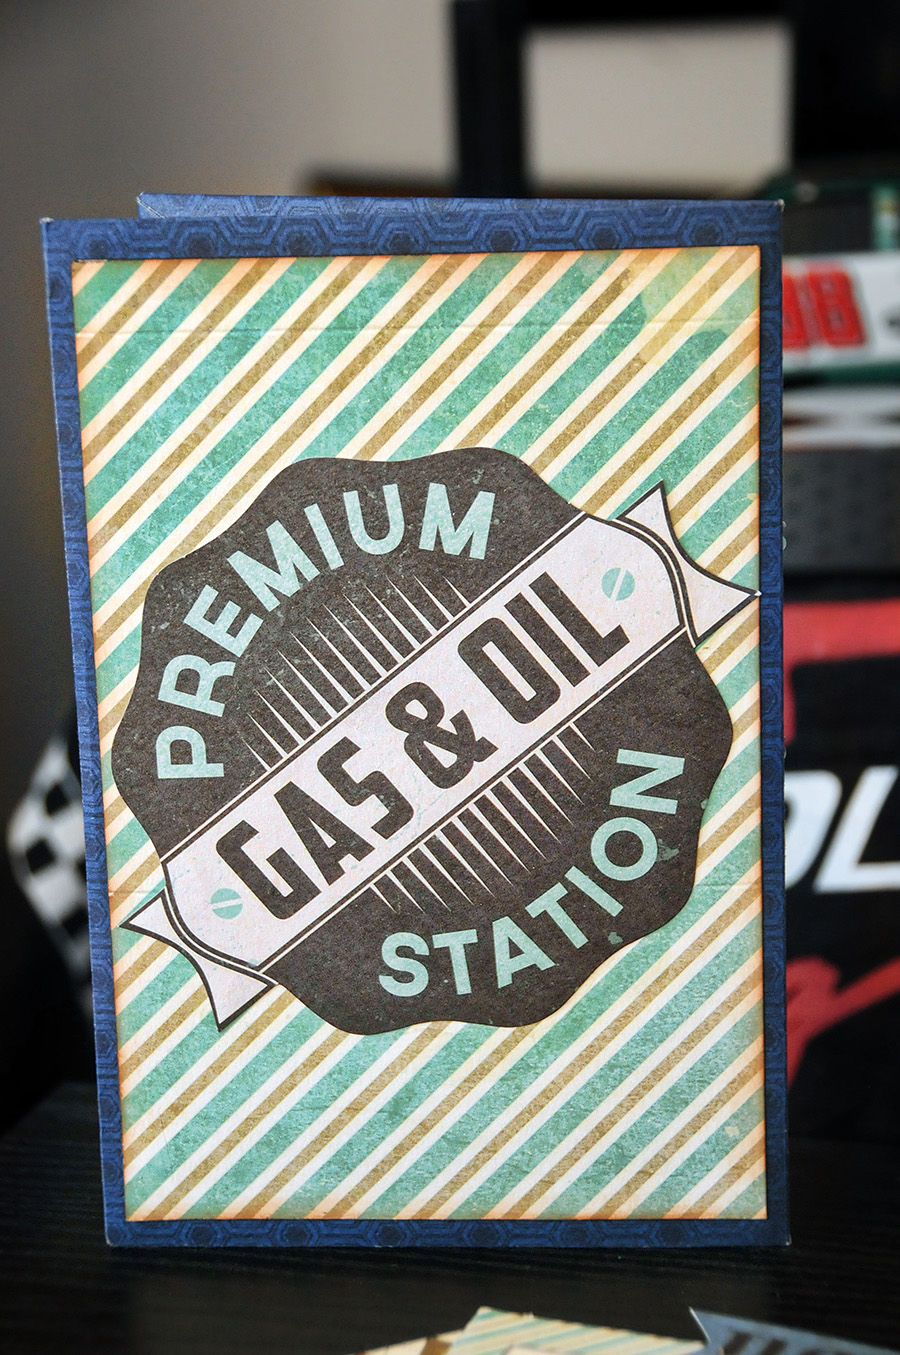 PREMIUM
GAS & OIL
STATION